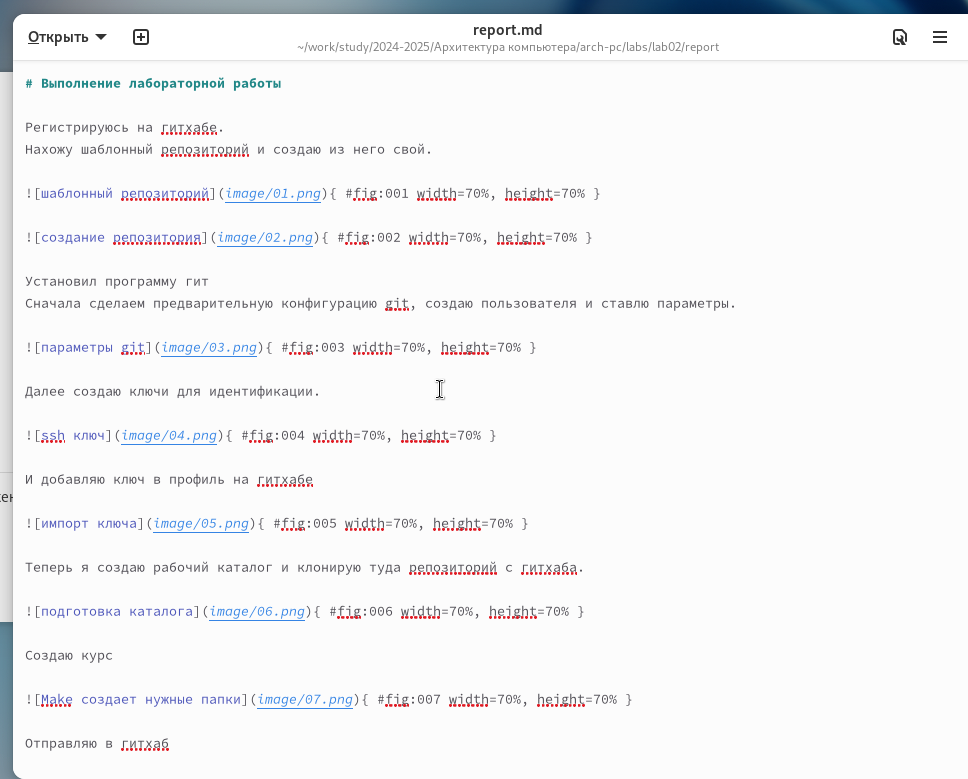 Открыть
report.md
~/work/study/2024-2025/Архитектура компьютера/arch-pc/labs/lab02/report
# Выполнение лабораторной работы
Регистрируюсь на гитхабе.
Нахожу шаблонный репозиторий и создаю из него свой.
![шаблонный репозиторий](image/01.png){ #fig:001 width=70%, height=70% }
![создание репозитория](image/02.png){ #fig:002 width=70%, height=70% }
Установил программу гит
Сначала сделаем предварительную конфигурацию git, создаю пользователя и ставлю параметры.
![параметры git](image/03.png){ #fig:003 width=70%, height=70% }
Далее создаю ключи для идентификации.
![ssh ключ](image/04.png){ #fig:004 width=70%, height=70% }
И добавляю ключ в профиль на гитхабе
![импорт ключа](image/05.png){ #fig:005 width=70%, height=70% }
Теперь я создаю рабочий каталог и клонирую туда репозиторий с гитхаба.
![подготовка каталога](image/06.png){ #fig:006 width=70%, height=70% }
Создаю курс
![Make создает нужные папки](image/07.png){ #fig:007 width=70%, height=70% }
Отправляю в гитхаб